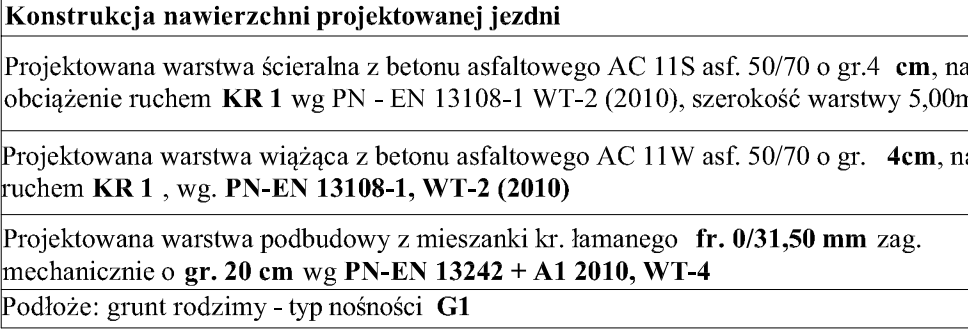 Konstrukcja nawierzchni projektowanej jezdni
Projektowana warstwa ścieralna z betonu asfaltowego AC 11S asf. 50/70 o gr.4 cm, na
obciążenie ruchem KR 1 wg PN - EN 13108-1 WT-2 (2010), szerokość warstwy 5,00m
Projektowana warstwa wiążąca z betonu asfaltowego AC 11W asf. 50/70 o gr. 4cm, na
ruchem KR 1 , wg. PN-EN 13108-1, WT-2 (2010)
Projektowana warstwa podbudowy z mieszanki kr. łamanego fr. 0/31,50 mm zag.
mechanicznie o gr. 20 cm wg PN-EN 13242 + A1 2010, WT-4
Podłoże: grunt rodzimy - typ nośności G1